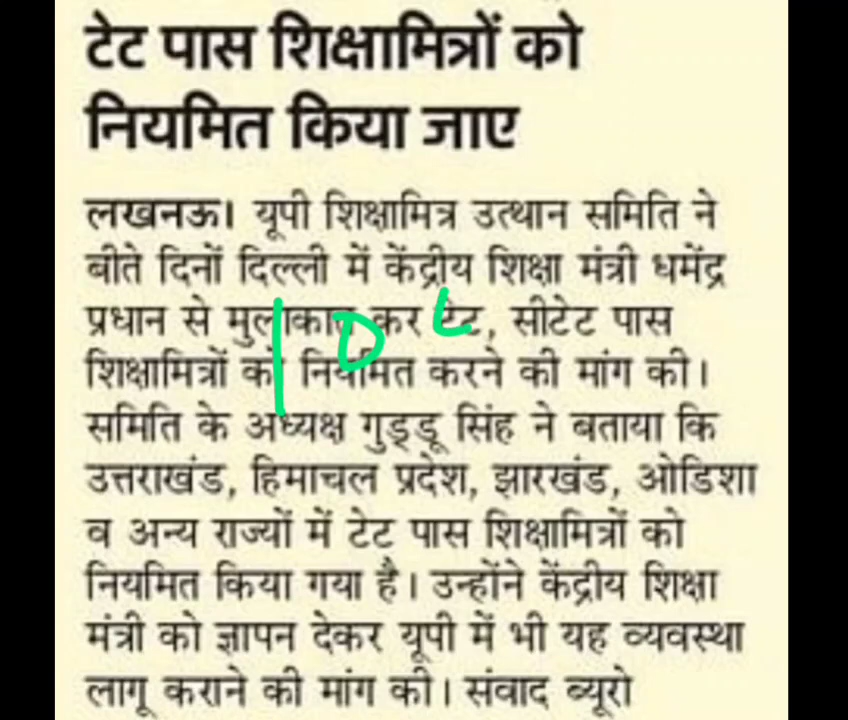 टेट पास शिक्षामित्रों को
नियमित किया जाए
लखनऊ। यूपी शिक्षामित्र उत्थान समिति ने
बीते दिनों दिल्ली में केंद्रीय शिक्षा मंत्री धर्मेंद्र
प्रधान से मुलाकात कर टेट, सीटेट पास
शिक्षामित्रों को नियमित करने की मांग की।
समिति के अध्यक्ष गुड्डू सिंह ने बताया कि
उत्तराखंड, हिमाचल प्रदेश, झारखंड, ओडिशा
व अन्य राज्यों में टेट पास शिक्षामित्रों को
नियमित किया गया है। उन्होंने केंद्रीय शिक्षा
मंत्री को ज्ञापन देकर यूपी में भी यह व्यवस्था
लागू कराने की मांग की। संवाद ब्यूरो